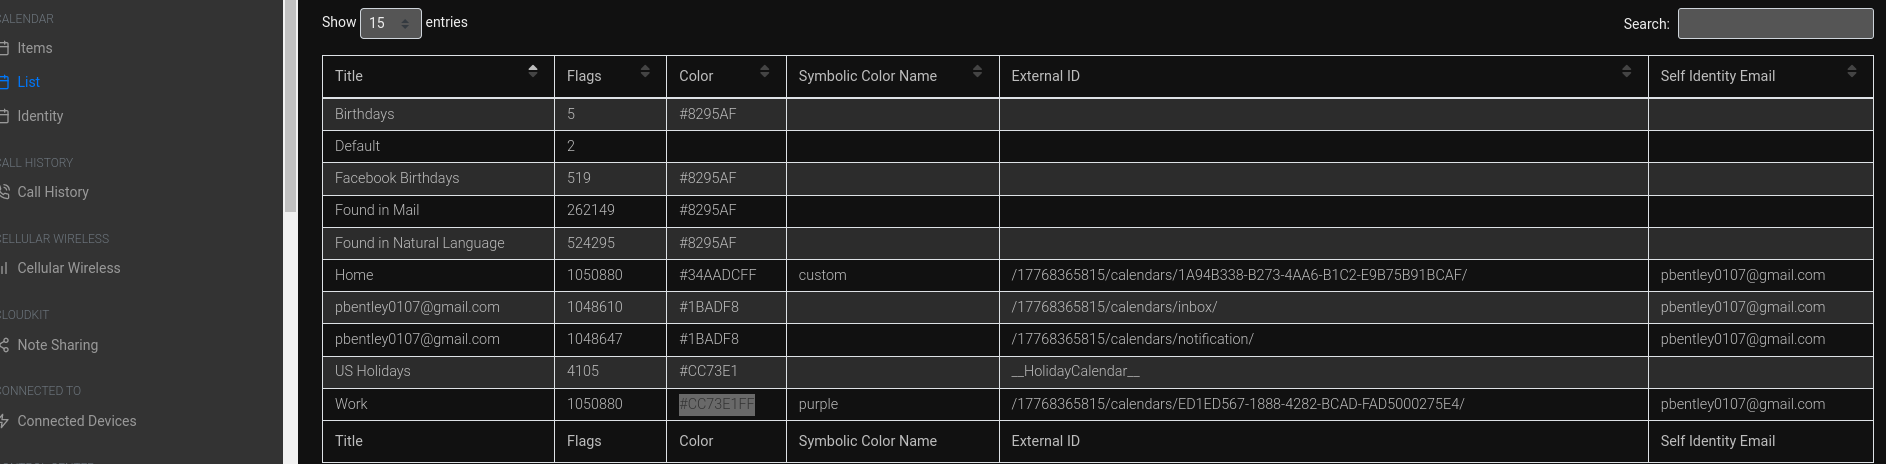 CALENDAR
Items
List
Identity
CALL HISTORY
Call History
CELLULAR WIRELESS
Cellular Wireless
CLOUDKIT
Note Sharing
CONNECTED TO
Connected Devices
Show 15 entries
Search:
Title Flags Color Symbolic Color Name External ID Self Identity Email
Birthdays 5 #8295AF
Default 2
Facebook Birthdays 519 #8295AF
Found in Mail 262149 #8295AF
Found in Natural Language 524295 #8295AF
Home 1050880 #34AADCFF custom /17768365815/calendars/1A94B338-B273-4AA6-B1C2-E9B75B91BCAF/ pbentley0107@gmail.com
pbentley0107@gmail.com 1048610 #1BADF8 /17768365815/calendars/inbox/ pbentley0107@gmail.com
pbentley0107@gmail.com 1048647 #1BADF8 /17768365815/calendars/notification/ pbentley0107@gmail.com
US Holidays 4105 #CC73E1 __HolidayCalendar__
Work 1050880 #CC73E1FF purple /17768365815/calendars/ED1ED567-1888-4282-BCAD-FAD5000275E4/ pbentley0107@gmail.com
Title Flags Color Symbolic Color Name External ID Self Identity Email